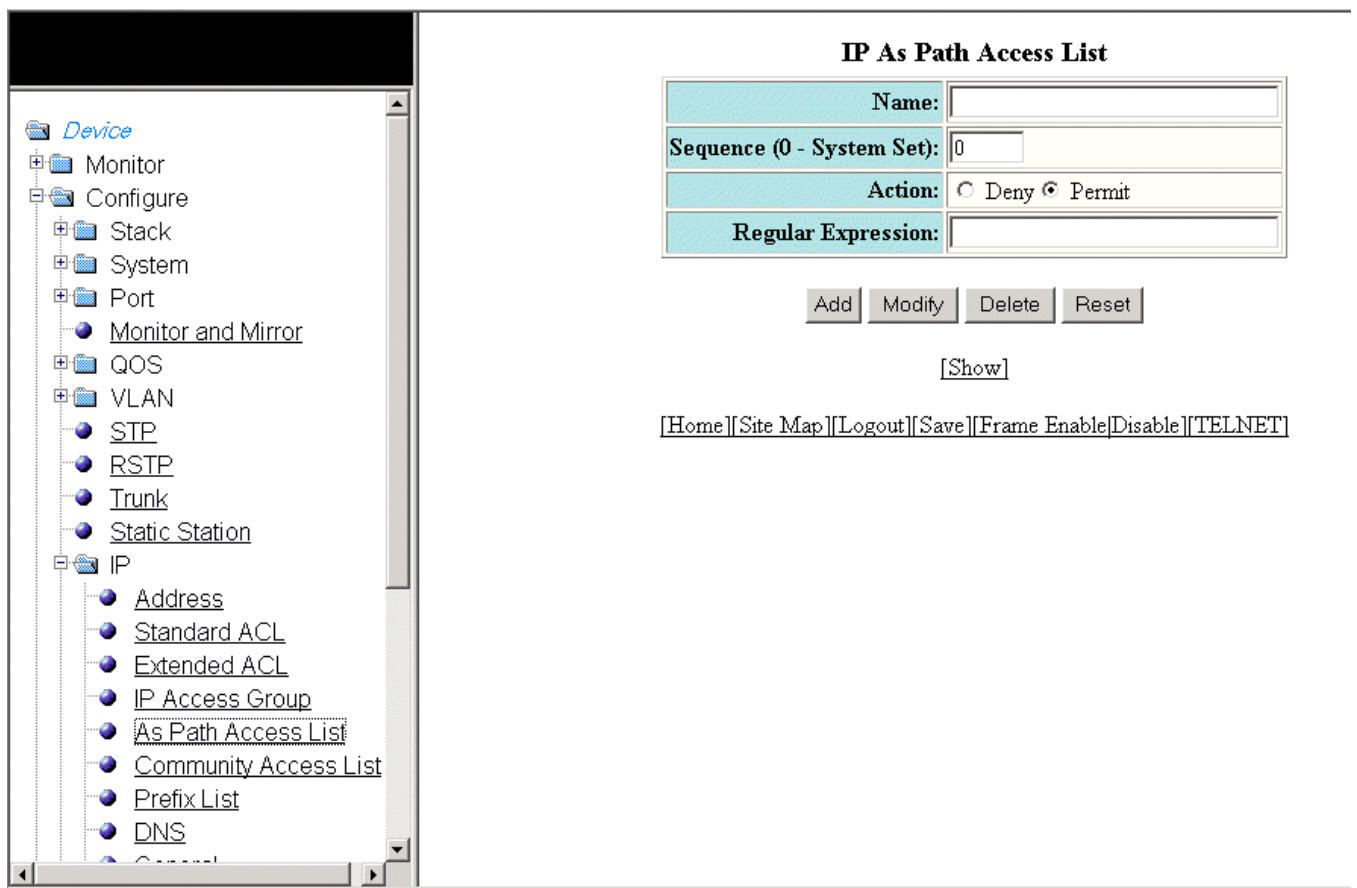 Device
Monitor
Configure
Stack
System
Port
Monitor and Mirror
QOS
VLAN
STP
RSTP
Trunk
Static Station
IP
Address
Standard ACL
Extended ACL
IP Access Group
As Path Access List
Community Access List
Prefix List
DNS
IP As Path Access List
Name:
Sequence (0 - System Set): 0
Action: Deny Permit
Regular Expression:
Add Modify Delete Reset
[Show]
[Home][Site Map][Logout][Save][Frame Enable|Disable][TELNET]